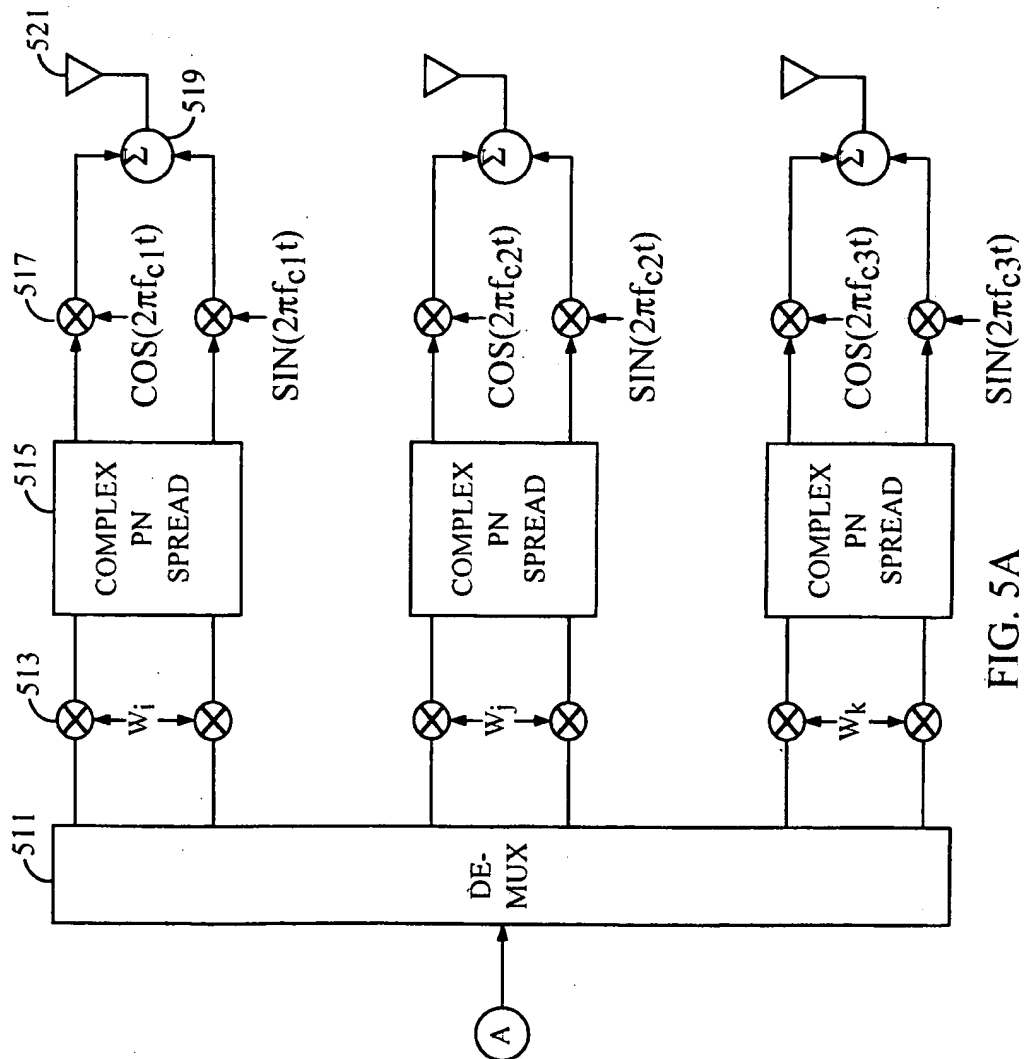 A
511
DE-
MUX
513
Wi
515
COMPLEX
PN
SPREAD
517
COS(2πfc1t)
SIN(2πfc1t)
Σ
519
521
Wj
COMPLEX
PN
SPREAD
COS(2πfc2t)
SIN(2πfc2t)
Σ
Wk
COMPLEX
PN
SPREAD
COS(2πfc3t)
SIN(2πfc3t)
Σ
FIG. 5A